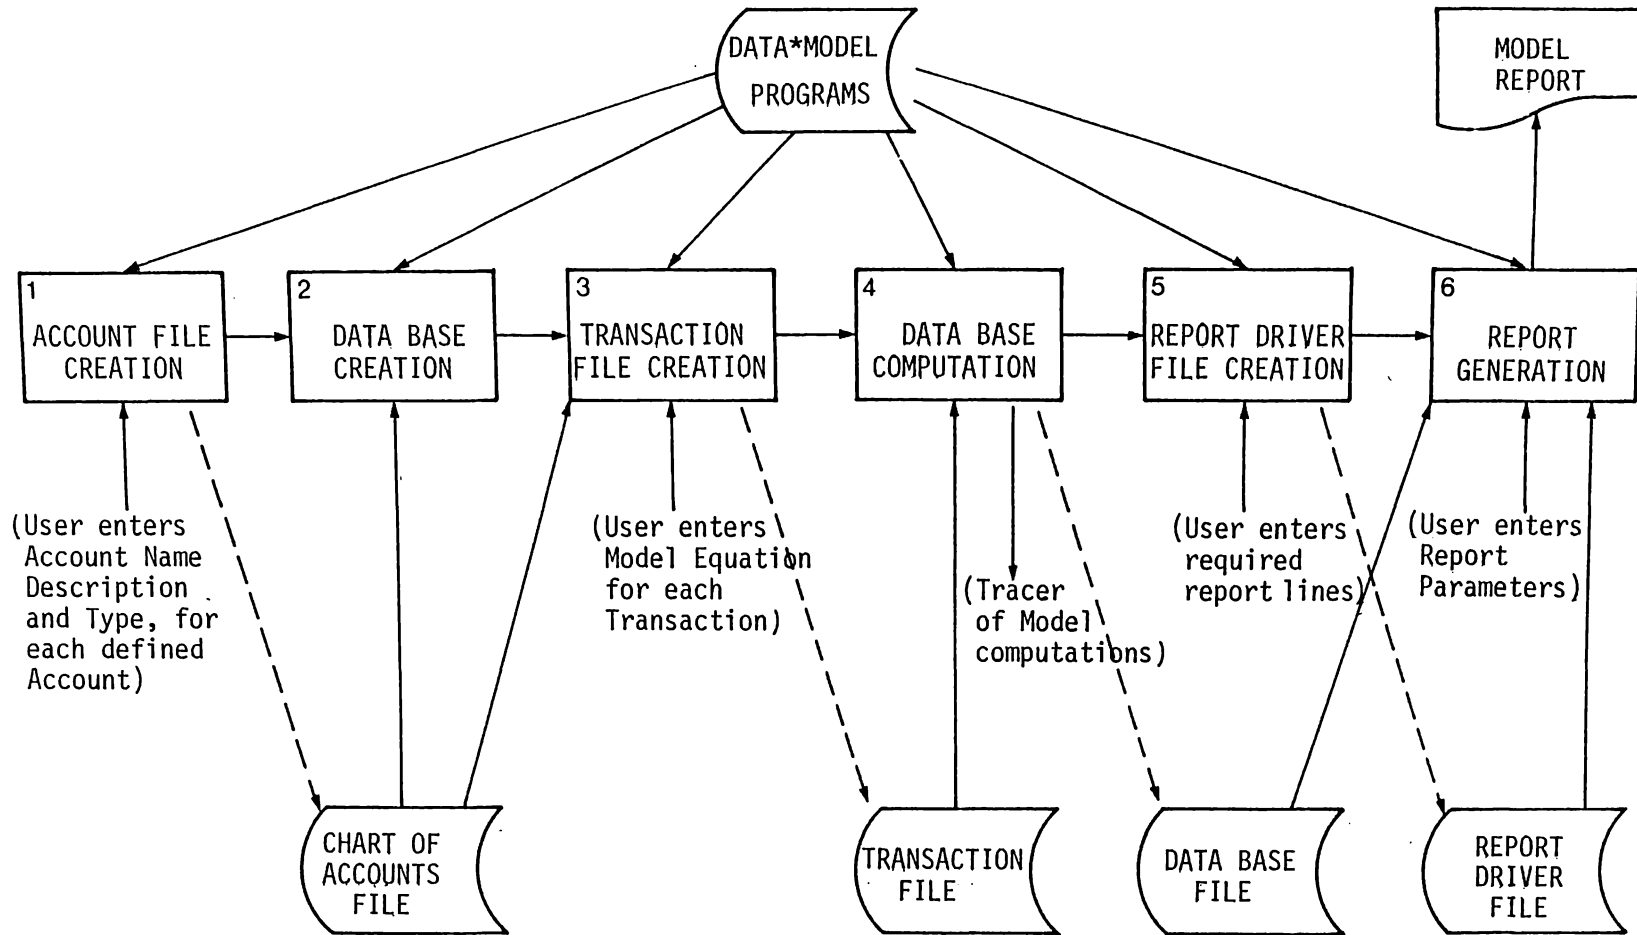 DATA*MODEL
PROGRAMS
MODEL
REPORT
1
ACCOUNT FILE
CREATION
2
DATA BASE
CREATION
3
TRANSACTION
FILE CREATION
4
DATA BASE
COMPUTATION
5
REPORT DRIVER
FILE CREATION
6
REPORT
GENERATION
(User enters
Account Name
Description
and Type, for
each defined
Account)
(User enters
Model Equation
for each
Transaction)
(Tracer
of Model
computations)
(User enters
required
report lines)
(User enters
Report
Parameters)
CHART OF
ACCOUNTS
FILE
TRANSACTION
FILE
DATA BASE
FILE
REPORT
DRIVER
FILE